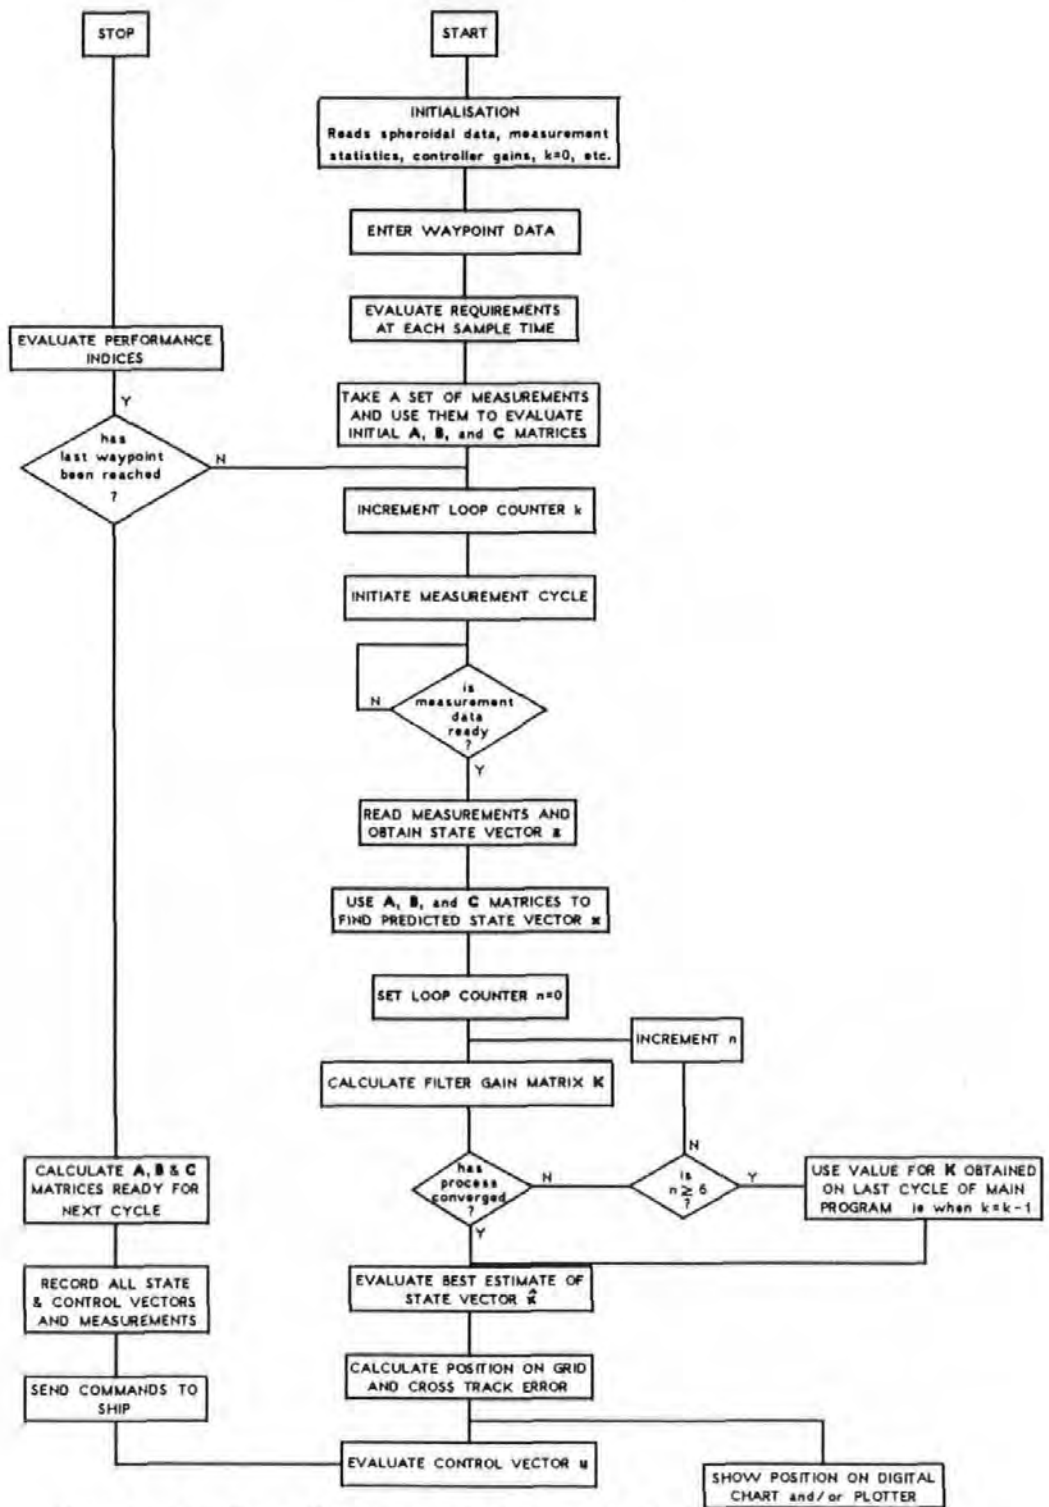 STOP
START
INITIALISATION
Reads spheroidal data, measurement
statistics, controller gains, k=0, etc.
ENTER WAYPOINT DATA
EVALUATE REQUIREMENTS
AT EACH SAMPLE TIME
EVALUATE PERFORMANCE
INDICES
Y
TAKE A SET OF MEASUREMENTS
AND USE THEM TO EVALUATE
INITIAL A, B, and C MATRICES
has
last waypoint
been reached
?
N
INCREMENT LOOP COUNTER k
INITIATE MEASUREMENT CYCLE
is
measurement
data
ready
?
N
Y
READ MEASUREMENTS AND
OBTAIN STATE VECTOR z
USE A, B, and C MATRICES TO
FIND PREDICTED STATE VECTOR x
SET LOOP COUNTER n=0
INCREMENT n
CALCULATE FILTER GAIN MATRIX K
has
process
converged
?
N
Y
is
n ≥ 6
?
N
Y
USE VALUE FOR K OBTAINED
ON LAST CYCLE OF MAIN
PROGRAM ie when k=k-1
CALCULATE A, B & C
MATRICES READY FOR
NEXT CYCLE
EVALUATE BEST ESTIMATE OF
STATE VECTOR x̂
RECORD ALL STATE
& CONTROL VECTORS
AND MEASUREMENTS
CALCULATE POSITION ON GRID
AND CROSS TRACK ERROR
SEND COMMANDS TO
SHIP
EVALUATE CONTROL VECTOR u
SHOW POSITION ON DIGITAL
CHART and/or PLOTTER